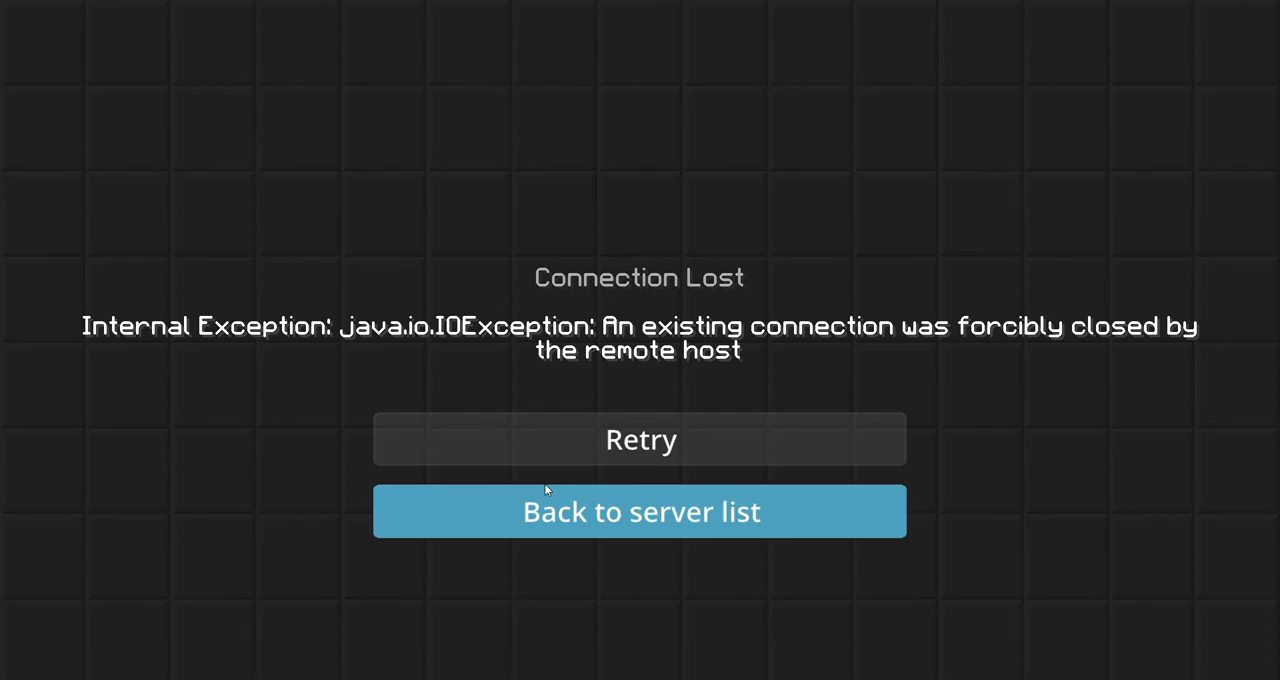 Connection Lost
Internal Exception: java.io.IOException: An existing connection was forcibly closed by
the remote host
Retry
Back to server list